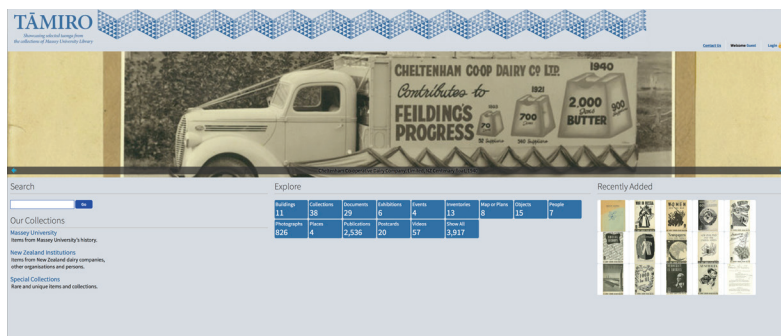 TĀMIRO
Showcasing selected taonga from
the collections of Massey University Library
Contact Us Welcome Guest Login
CHELTENHAM COOP DAIRY CO LTD.
Contributes to
FEILDING'S
PROGRESS
70
30 Suppliers
1921
700
1940
2,000
BUTTER
900
Search
Go
Our Collections
Massey University
Items from Massey University's history.
New Zealand Institutions
Items from New Zealand dairy companies,
other organisations and persons.
Special Collections
Rare and unique items and collections.
Explore
Buildings Collections Documents Exhibitions Events Inventories Map or Plans Objects People
11 38 29 6 4 13 8 15 7
Photographs Places Publications Postcards Videos Show All
826 4 2,536 20 57 3,917
Recently Added
WOMEN